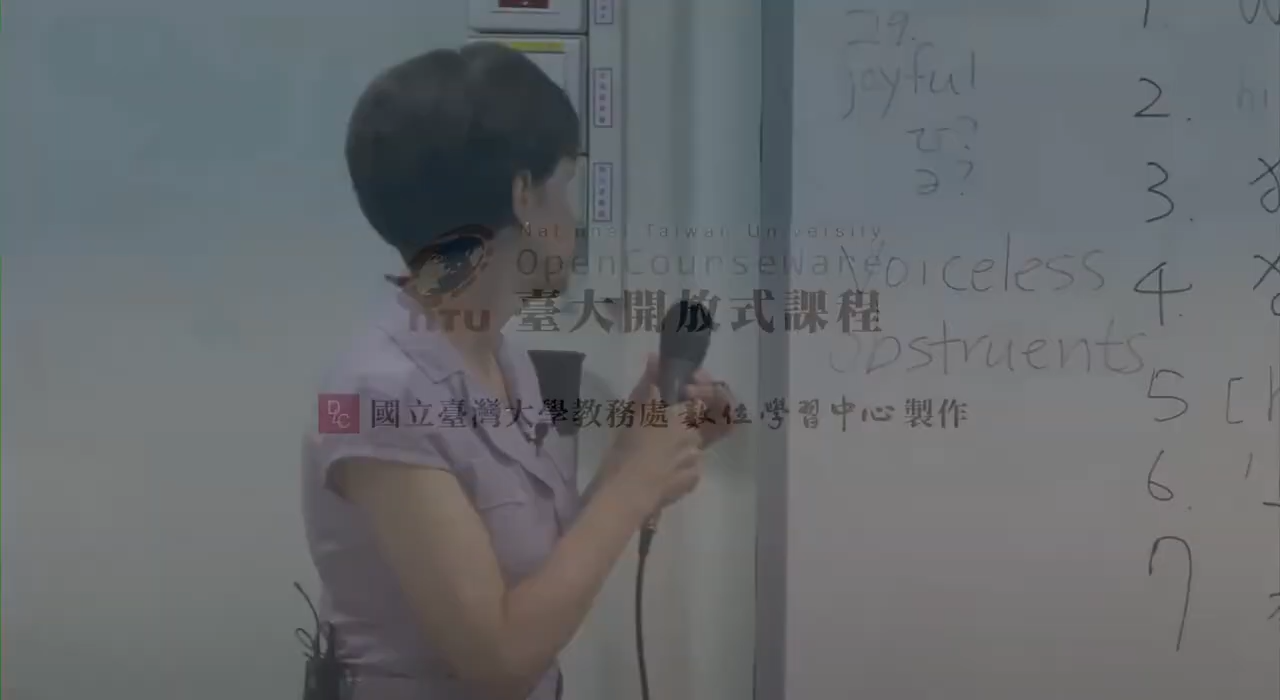 29.
joyful
ʊ?
ə?
Voiceless
Obstruents
1.
2.
3.
4.
5 [h
6.
7
National Taiwan University
OpenCourseWare
NTU 臺大開放式課程
DLC 國立臺灣大學教務處 數位學習中心 製作